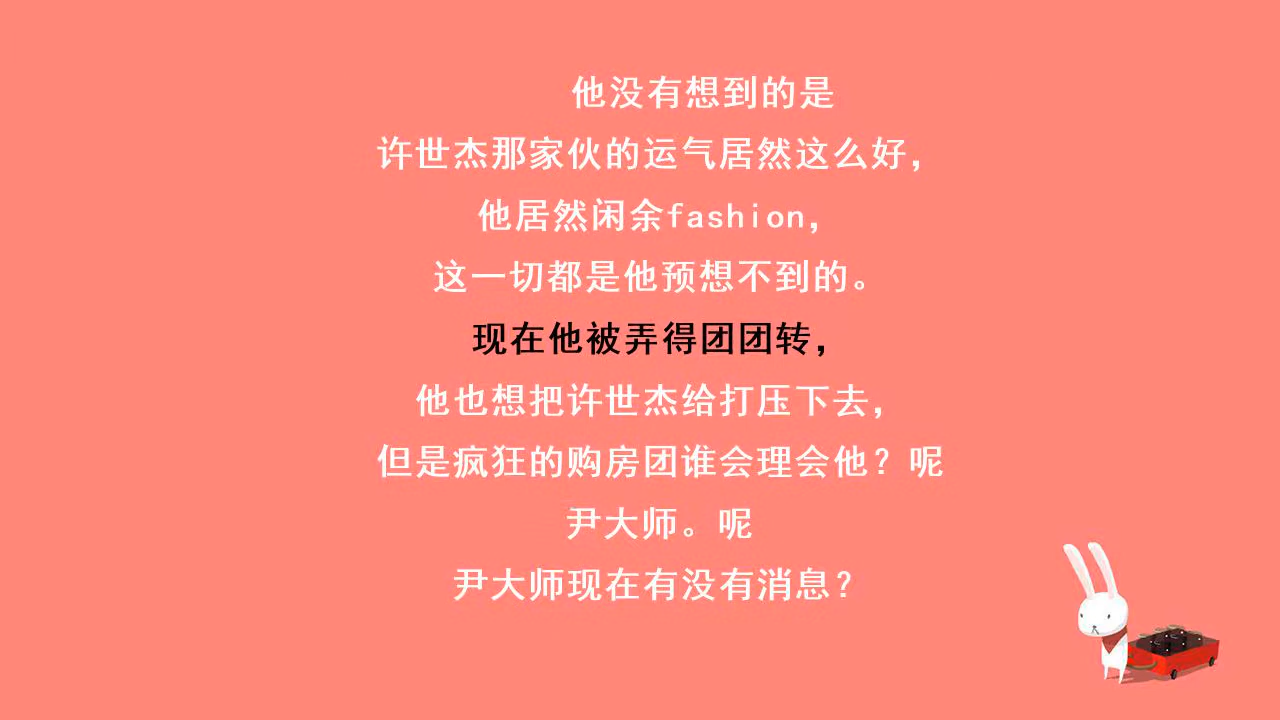 他没有想到的是
许世杰那家伙的运气居然这么好，
他居然闲余fashion，
这一切都是他预想不到的。
现在他被弄得团团转，
他也想把许世杰给打压下去，
但是疯狂的购房团谁会理会他？呢
尹大师。呢
尹大师现在有没有消息？